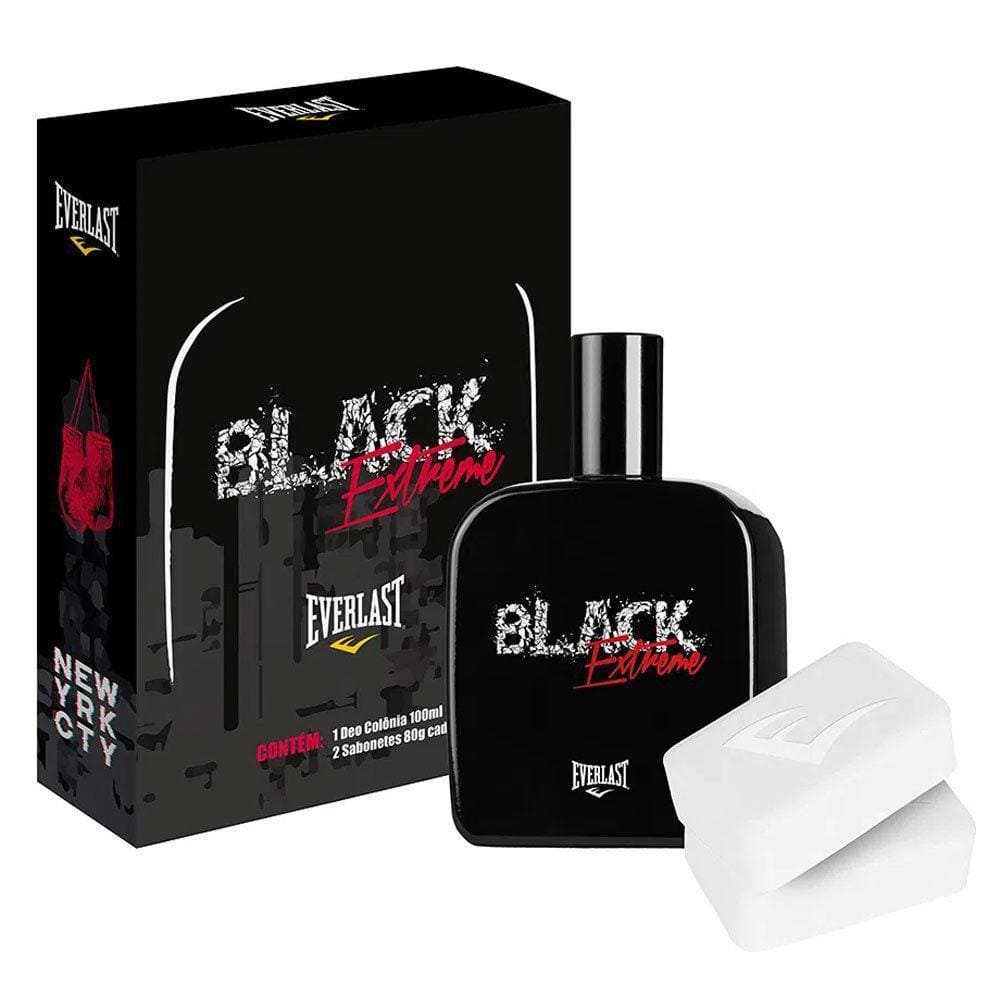 EVERLAST
EVERLAST
BLACK
Extreme
EVERLAST
CONTÉM:
1 Deo Colônia 100ml
2 Sabonetes 80g
NEW
YRK
CTY
BLACK
Extreme
EVERLAST